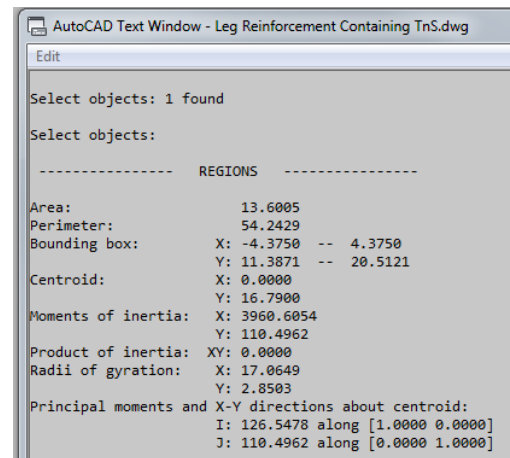 AutoCAD Text Window - Leg Reinforcement Containing TnS.dwg
Edit
Select objects: 1 found
Select objects:
---------------- REGIONS ----------------
Area: 13.6005
Perimeter: 54.2429
Bounding box: X: -4.3750 -- 4.3750
Y: 11.3871 -- 20.5121
Centroid: X: 0.0000
Y: 16.7900
Moments of inertia: X: 3960.6054
Y: 110.4962
Product of inertia: XY: 0.0000
Radii of gyration: X: 17.0649
Y: 2.8503
Principal moments and X-Y directions about centroid:
I: 126.5478 along [1.0000 0.0000]
J: 110.4962 along [0.0000 1.0000]